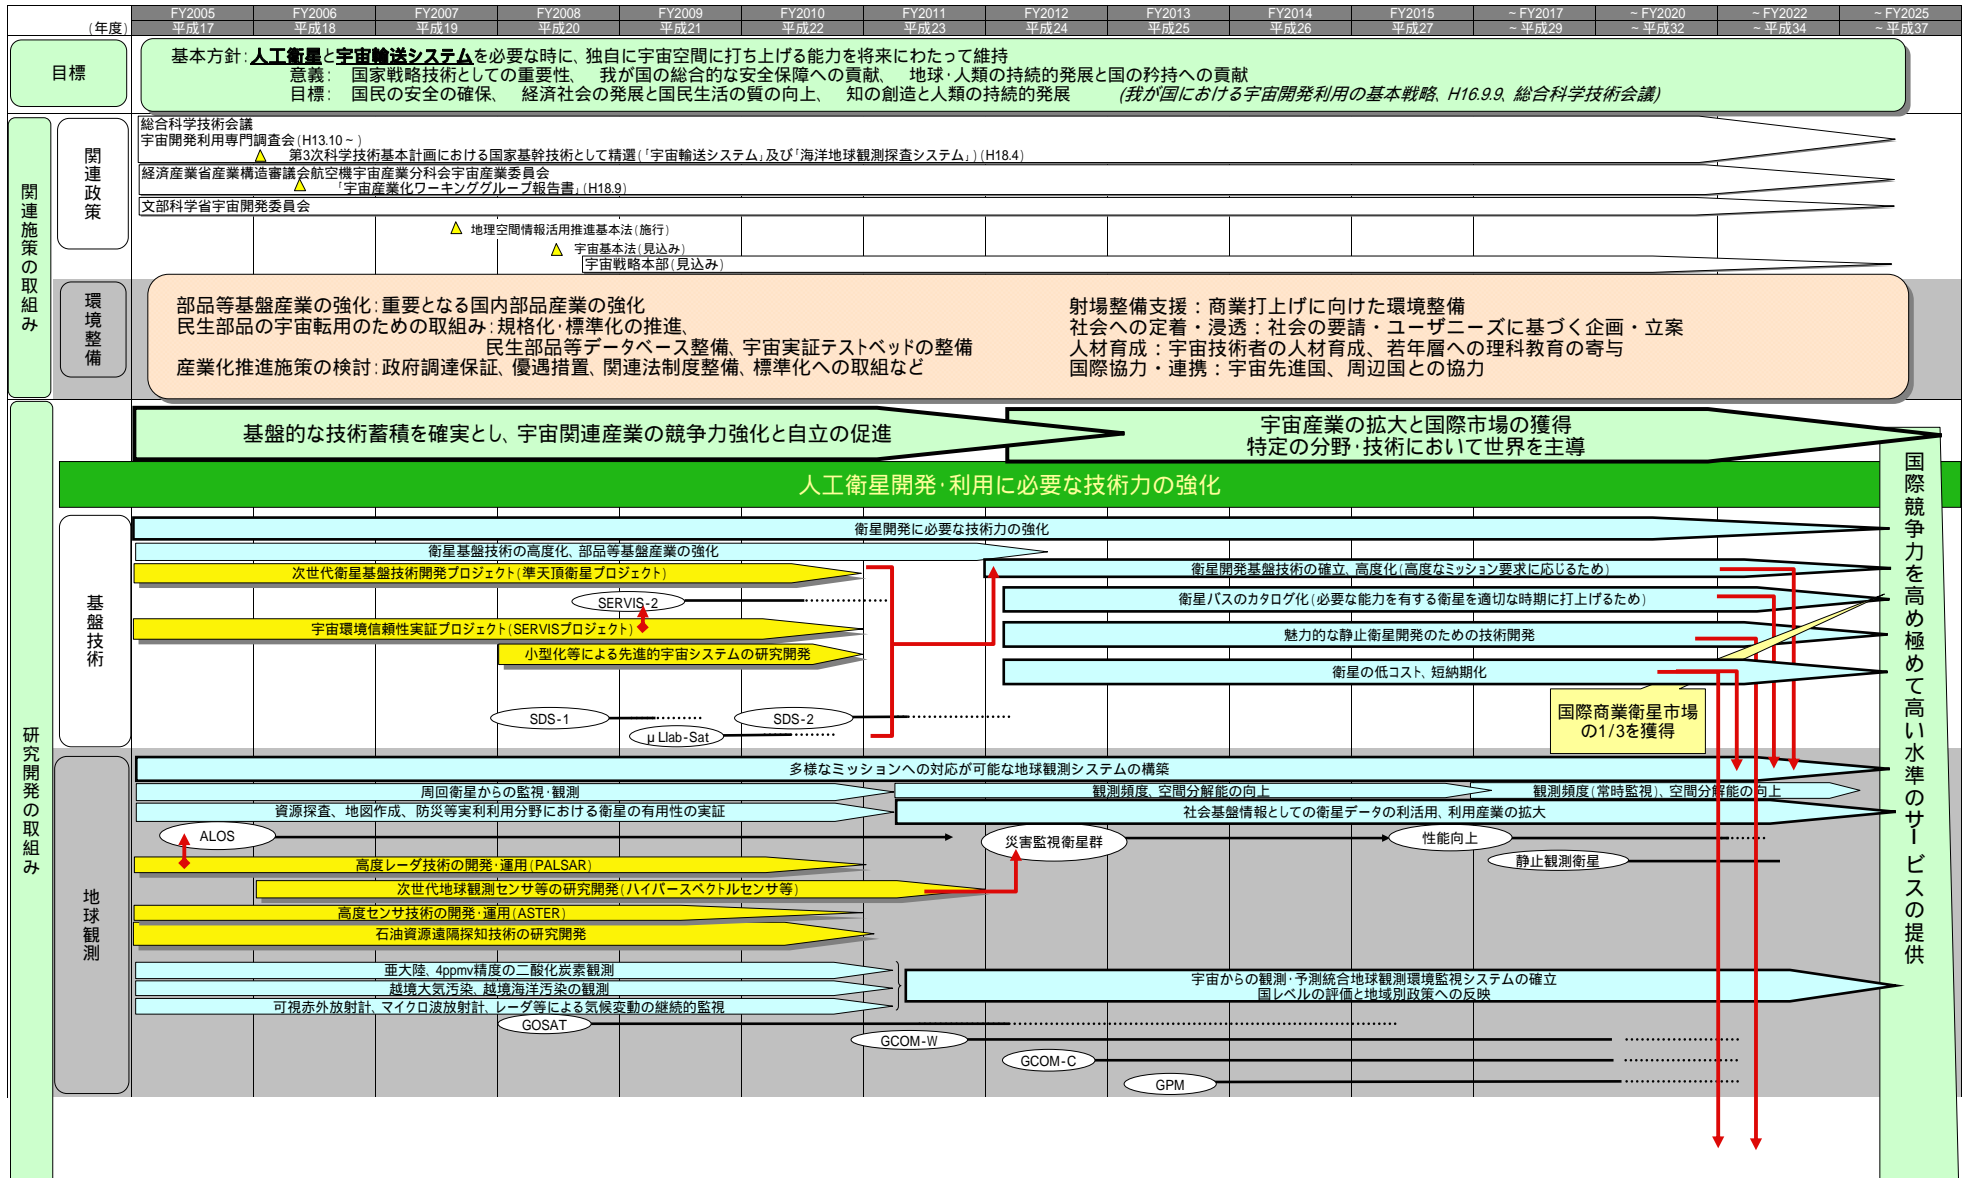 FY2005 FY2006 FY2007 FY2008 FY2009 FY2010 FY2011 FY2012 FY2013 FY2014 FY2015 ~FY2017 ~FY2020 ~FY2022 ~FY2025
(年度) 平成17 平成18 平成19 平成20 平成21 平成22 平成23 平成24 平成25 平成26 平成27 ~平成29 ~平成32 ~平成34 ~平成37
目標
基本方針:人工衛星と宇宙輸送システムを必要な時に、独自に宇宙空間に打ち上げる能力を将来にわたって維持
意義: 国家戦略技術としての重要性、 我が国の総合的な安全保障への貢献、 地球・人類の持続的発展と国の矜持への貢献
目標: 国民の安全の確保、 経済社会の発展と国民生活の質の向上、 知の創造と人類の持続的発展 (我が国における宇宙開発利用の基本戦略、H16.9.9、総合科学技術会議)
関連施策の取組み
関連政策
総合科学技術会議
宇宙開発利用専門調査会(H13.10~)
第3次科学技術基本計画における国家基幹技術として精選(「宇宙輸送システム」及び「海洋地球観測探査システム」)(H18.4)
経済産業省産業構造審議会航空機宇宙産業分科会宇宙産業委員会
「宇宙産業化ワーキンググループ報告書」(H18.9)
文部科学省宇宙開発委員会
地理空間情報活用推進基本法(施行)
宇宙基本法(見込み)
宇宙戦略本部(見込み)
環境整備
部品等基盤産業の強化:重要となる国内部品産業の強化
民生部品の宇宙転用のための取組み:規格化・標準化の推進、
民生部品等データベース整備、宇宙実証テストベッドの整備
産業化推進施策の検討:政府調達保証、優遇措置、関連法制度整備、標準化への取組など
射場整備支援:商業打上げに向けた環境整備
社会への定着・浸透:社会の要請・ユーザニーズに基づく企画・立案
人材育成:宇宙技術者の人材育成、若年層への理科教育の寄与
国際協力・連携:宇宙先進国、周辺国との協力
研究開発の取組み
基盤的な技術蓄積を確実とし、宇宙関連産業の競争力強化と自立の促進
宇宙産業の拡大と国際市場の獲得
特定の分野・技術において世界を主導
人工衛星開発・利用に必要な技術力の強化
国際競争力を高め極めて高い水準のサービスの提供
基盤技術
衛星開発に必要な技術力の強化
衛星基盤技術の高度化、部品等基盤産業の強化
次世代衛星基盤技術開発プロジェクト(準天頂衛星プロジェクト)
衛星開発基盤技術の確立、高度化(高度なミッション要求に応じるため)
SERVIS-2
衛星バスのカタログ化(必要な能力を有する衛星を適切な時期に打上げるため)
宇宙環境信頼性実証プロジェクト(SERVISプロジェクト)
魅力的な静止衛星開発のための技術開発
小型化等による先進的宇宙システムの研究開発
衛星の低コスト、短納期化
SDS-1
SDS-2
μLlab-Sat
国際商業衛星市場
の1/3を獲得
地球観測
多様なミッションへの対応が可能な地球観測システムの構築
周回衛星からの監視・観測
観測頻度、空間分解能の向上
観測頻度(常時監視)、空間分解能の向上
資源探査、地図作成、防災等実利利用分野における衛星の有用性の実証
社会基盤情報としての衛星データの利活用、利用産業の拡大
ALOS
災害監視衛星群
性能向上
静止観測衛星
高度レーダ技術の開発・運用(PALSAR)
次世代地球観測センサ等の研究開発(ハイパースペクトルセンサ等)
高度センサ技術の開発・運用(ASTER)
石油資源遠隔探知技術の研究開発
亜大陸、4ppmv精度の二酸化炭素観測
越境大気汚染、越境海洋汚染の観測
可視赤外放射計、マイクロ波放射計、レーダ等による気候変動の継続的監視
宇宙からの観測・予測統合地球観測環境監視システムの確立
国レベルの評価と地域別政策への反映
GOSAT
GCOM-W
GCOM-C
GPM